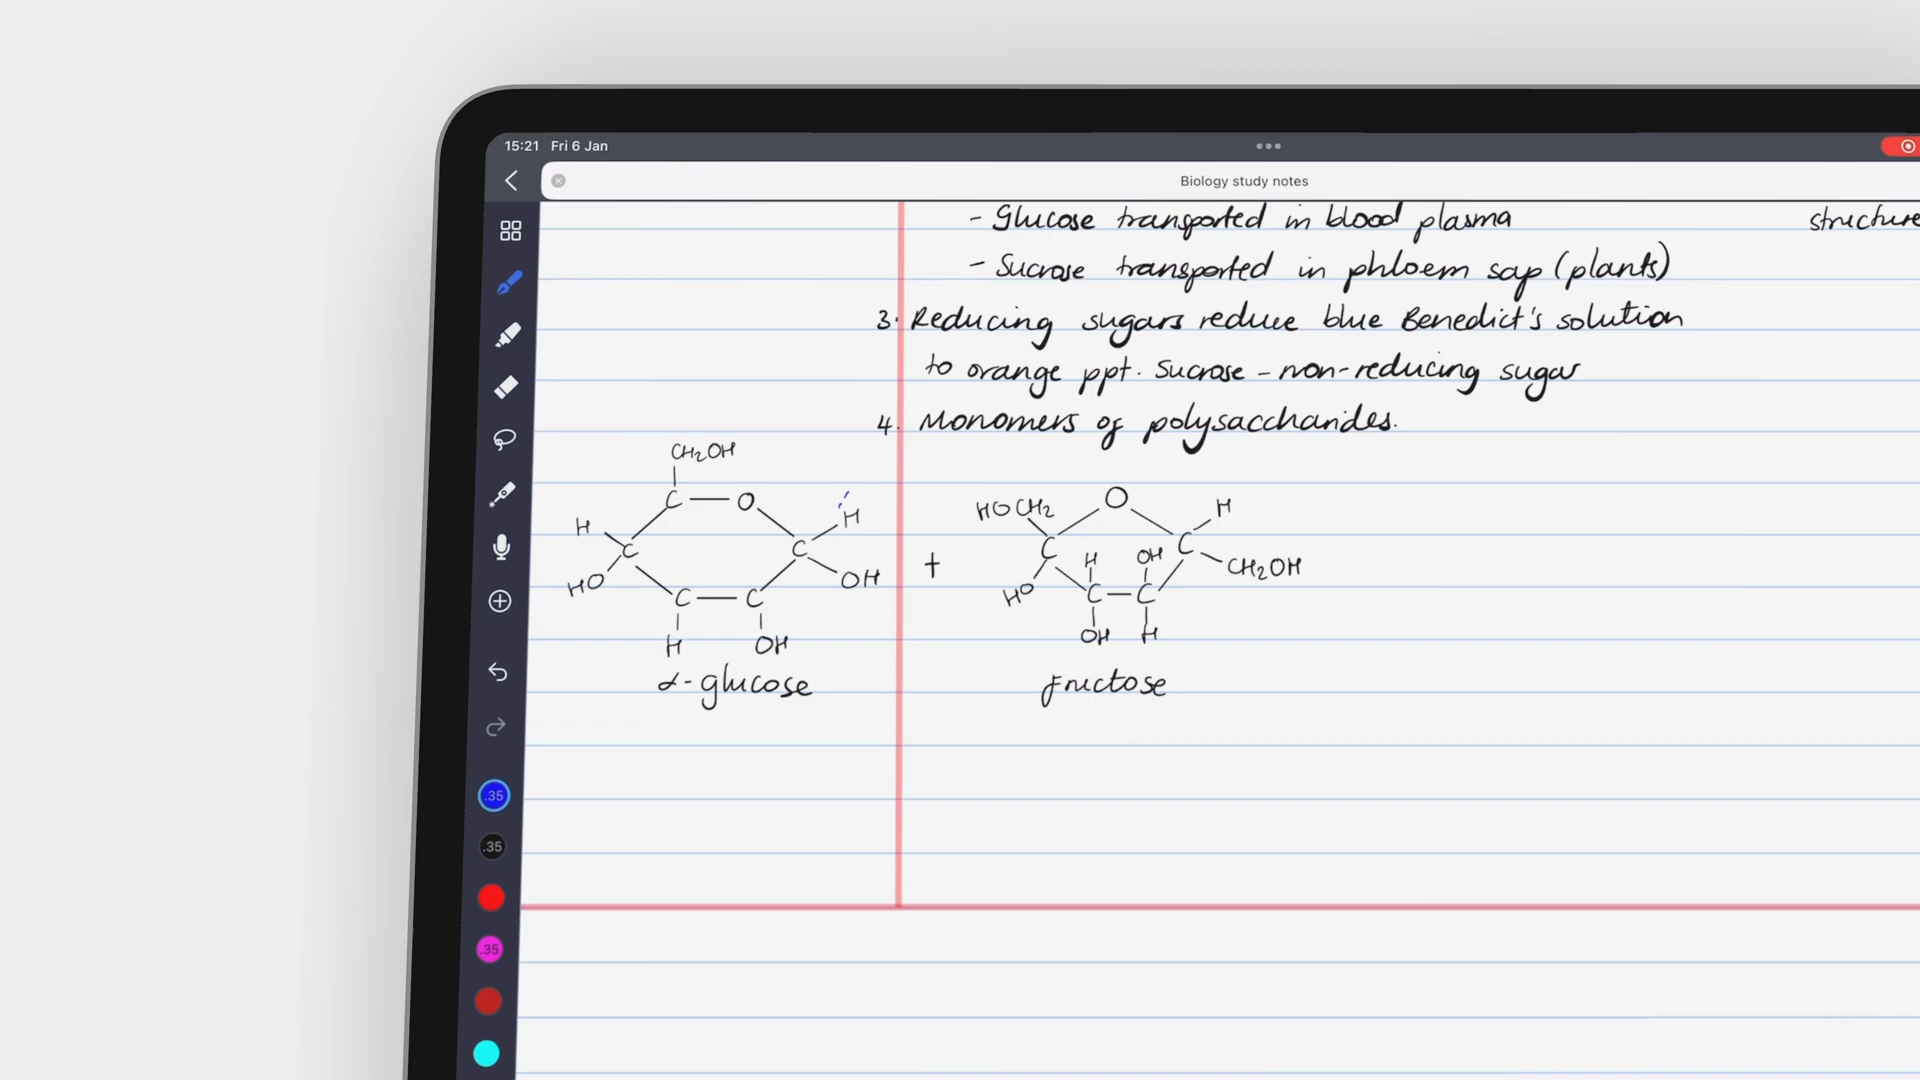 15:21 Fri 6 Jan
Biology study notes
- Glucose transported in blood plasma
structure
- Sucrose transported in phloem sap (plants)
3. Reducing sugars reduce blue Benedict's solution
to orange ppt. Sucrose - non-reducing sugar
4. Monomers of polysaccharides.
CH₂OH
C O H
H C C OH
HO C C
H OH
α-glucose
+
HOCH₂ O H
C H OH C CH₂OH
HO C C
OH H
fructose
.35
.35
.35